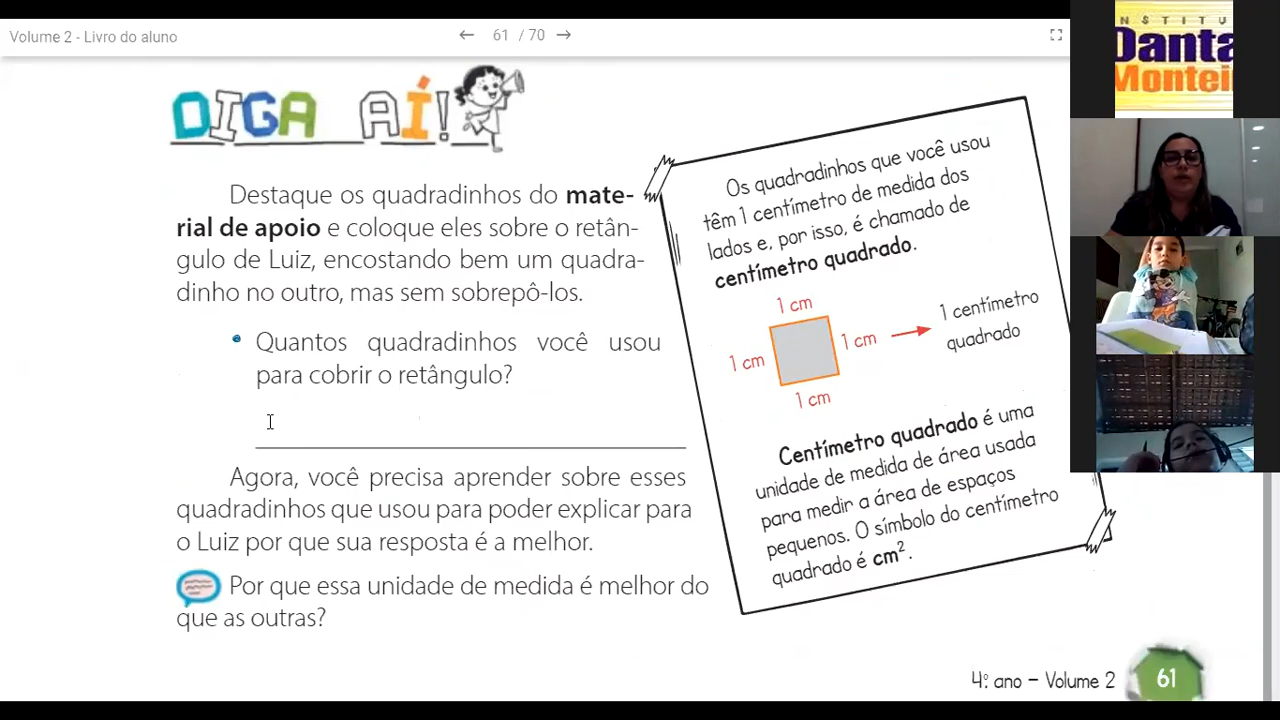 Volume 2 - Livro do aluno
61 / 70
DIGA AÍ!
Destaque os quadradinhos do mate-
rial de apoio e coloque eles sobre o retân-
gulo de Luiz, encostando bem um quadra-
dinho no outro, mas sem sobrepô-los.
Quantos quadradinhos você usou
para cobrir o retângulo?
Agora, você precisa aprender sobre esses
quadradinhos que usou para poder explicar para
o Luiz por que sua resposta é a melhor.
Por que essa unidade de medida é melhor do
que as outras?
Os quadradinhos que você usou
têm 1 centímetro de medida dos
lados e, por isso, é chamado de
centímetro quadrado.
1 cm
1 cm
1 cm
1 cm
1 centímetro
quadrado
Centímetro quadrado é uma
unidade de medida de área usada
para medir a área de espaços
pequenos. O símbolo do centímetro
quadrado é cm².
4º ano – Volume 2
61
NSTITU
Danta
Montei